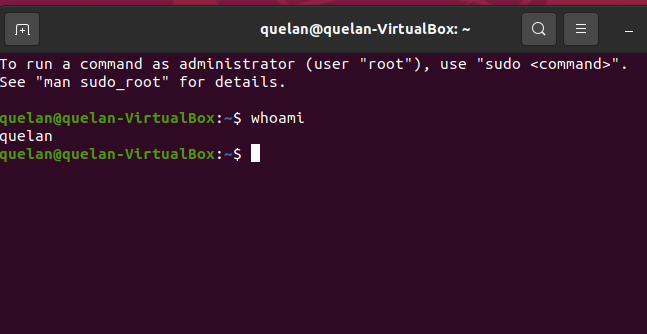 quelan@quelan-VirtualBox: ~
To run a command as administrator (user "root"), use "sudo <command>".
See "man sudo_root" for details.
quelan@quelan-VirtualBox:~$ whoami
quelan
quelan@quelan-VirtualBox:~$